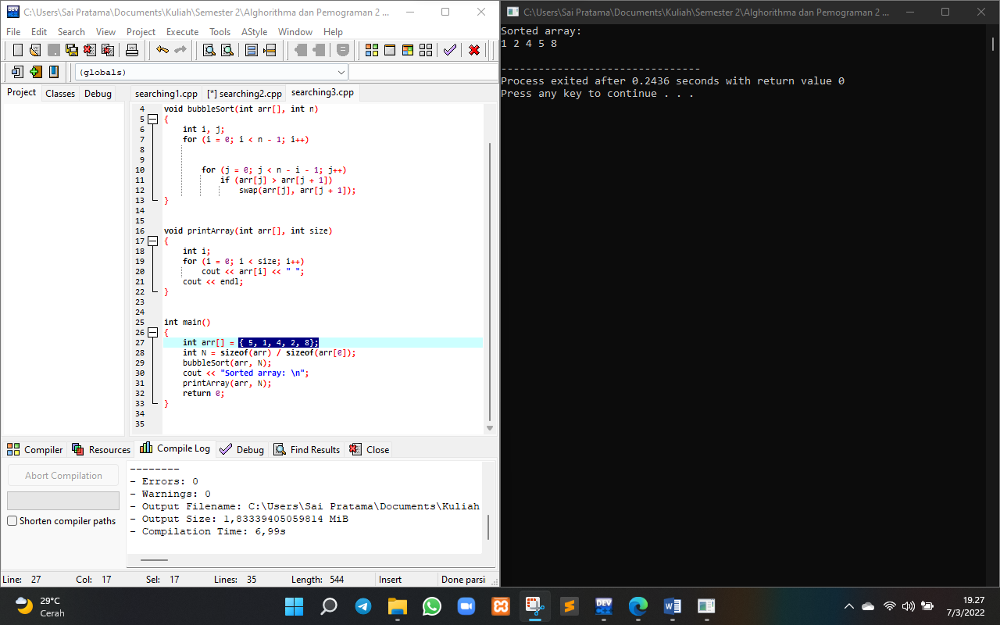 C:\Users\Sai Pratama\Documents\Kuliah\Semester 2\Alghorithma dan Pemograman 2 ...
File Edit Search View Project Execute Tools AStyle Window Help
(globals)
Project Classes Debug
searching1.cpp [*] searching2.cpp searching3.cpp
4 void bubbleSort(int arr[], int n)
5 {
6 int i, j;
7 for (i = 0; i < n - 1; i++)
8
9
10 for (j = 0; j < n - i - 1; j++)
11 if (arr[j] > arr[j + 1])
12 swap(arr[j], arr[j + 1]);
13 }
14
15
16 void printArray(int arr[], int size)
17 {
18 int i;
19 for (i = 0; i < size; i++)
20 cout << arr[i] << " ";
21 cout << endl;
22 }
23
24
25 int main()
26 {
27 int arr[] = { 5, 1, 4, 2, 8};
28 int N = sizeof(arr) / sizeof(arr[0]);
29 bubbleSort(arr, N);
30 cout << "Sorted array: \n";
31 printArray(arr, N);
32 return 0;
33 }
34
35
Compiler Resources Compile Log Debug Find Results Close
Abort Compilation
Shorten compiler paths
--------
- Errors: 0
- Warnings: 0
- Output Filename: C:\Users\Sai Pratama\Documents\Kuliah
- Output Size: 1,83339405059814 MiB
- Compilation Time: 6,99s
Line: 27 Col: 17 Sel: 17 Lines: 35 Length: 544 Insert Done parsi
C:\Users\Sai Pratama\Documents\Kuliah\Semester 2\Alghorithma dan Pemograman 2 ...
Sorted array:
1 2 4 5 8
--------------------------------
Process exited after 0.2436 seconds with return value 0
Press any key to continue . . .
29°C
Cerah
DEV
19.27
7/3/2022